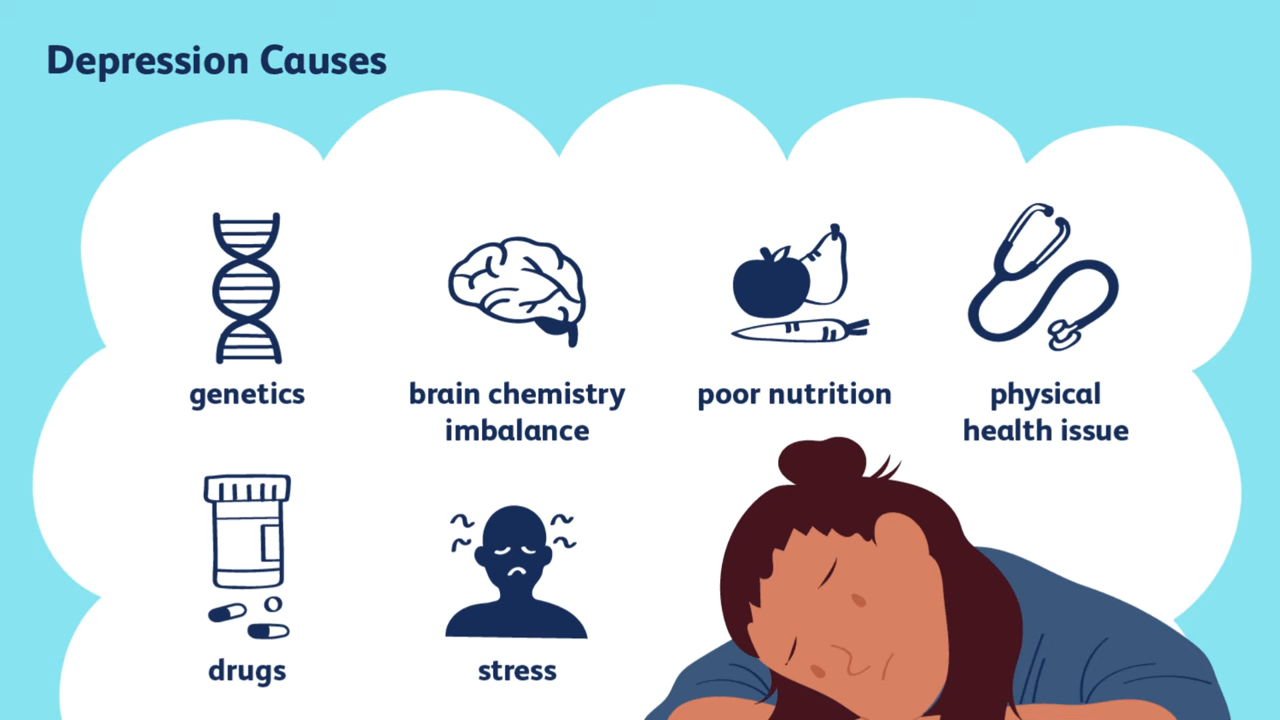 Depression Causes
genetics
brain chemistry
imbalance
poor nutrition
physical
health issue
drugs
stress